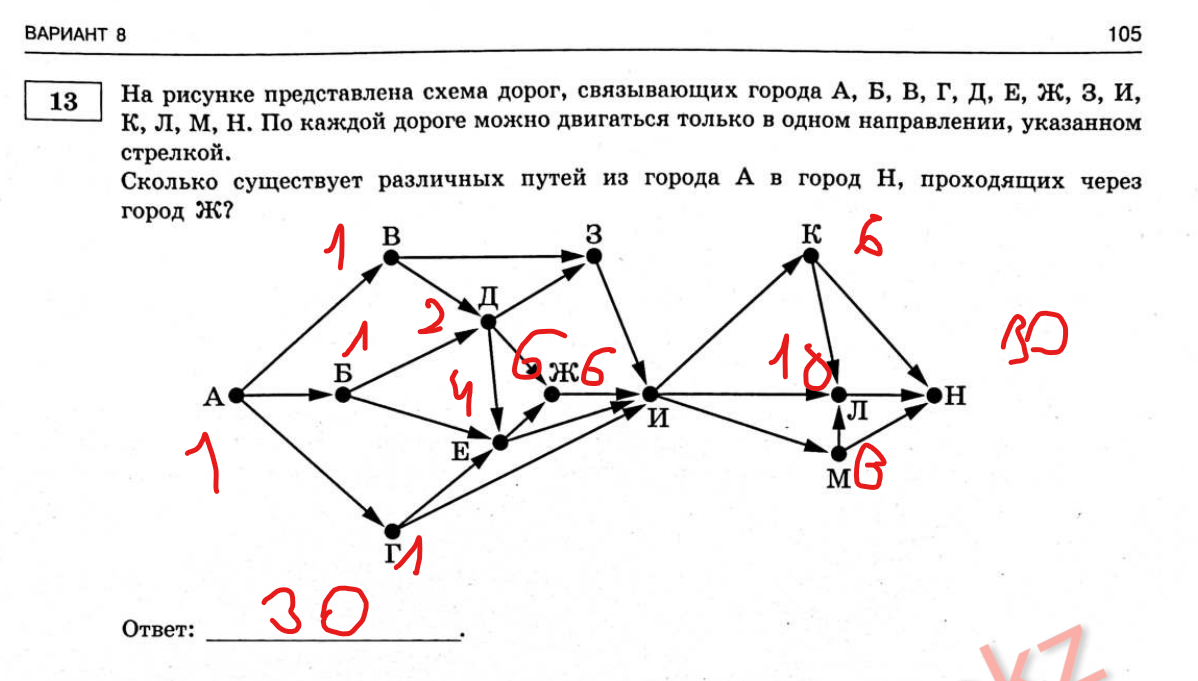 ВАРИАНТ 8 105
13 На рисунке представлена схема дорог, связывающих города А, Б, В, Г, Д, Е, Ж, З, И,
К, Л, М, Н. По каждой дороге можно двигаться только в одном направлении, указанном
стрелкой.
Сколько существует различных путей из города А в город Н, проходящих через
город Ж?
1 В З К 6
Д
2
1 6 30
Б Ж 6 18
А И Л Н
4
Е
1 М 6
Г 1
Ответ: 30.
KZ